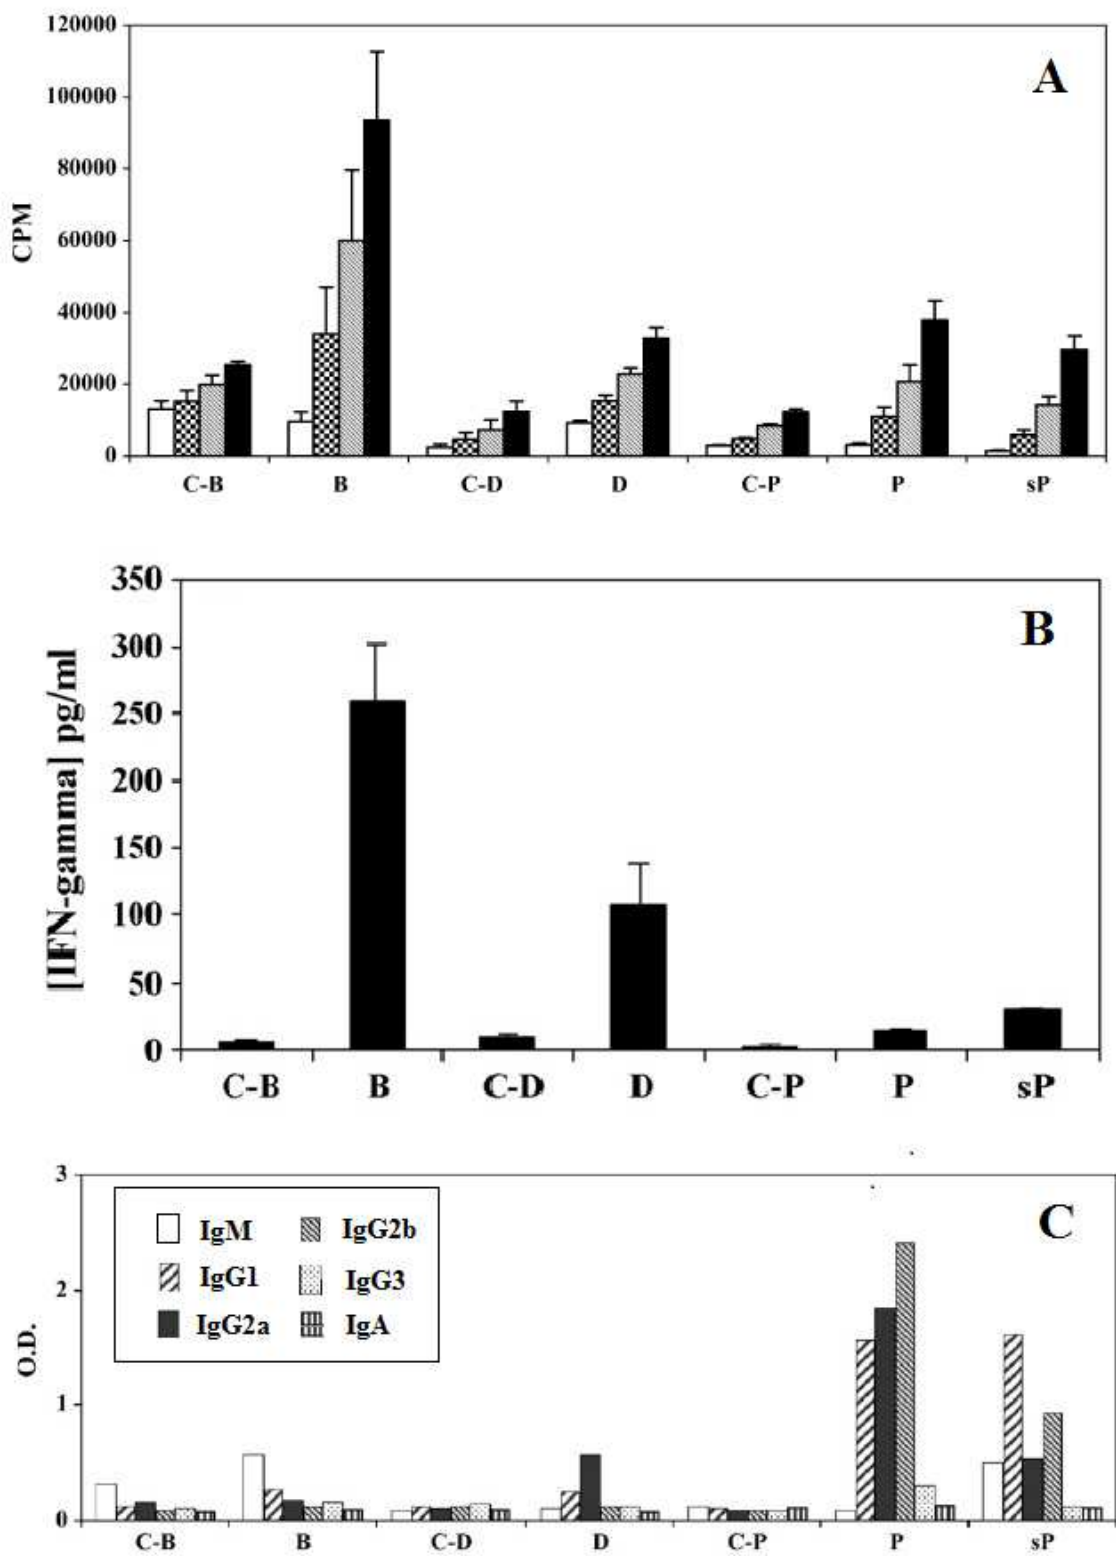 120000
A
100000
80000
CPM
60000
40000
20000
0
C-B B C-D D C-P P sP
350
B
300
[IFN-gamma] pg/ml
250
200
150
100
50
0
C-B B C-D D C-P P sP
3
C
IgM IgG2b
IgG1 IgG3
IgG2a IgA
2
O.D.
1
0
C-B B C-D D C-P P sP